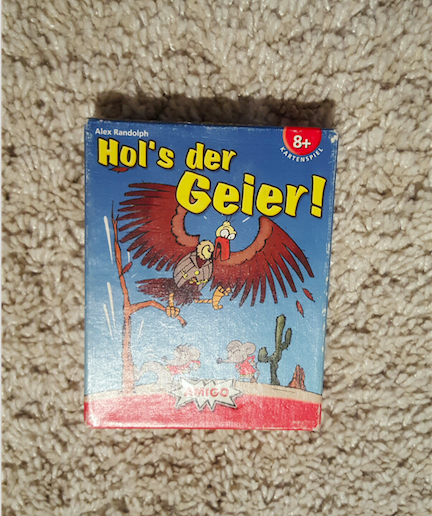 Alex Randolph
8+
KARTENSPIEL
Hol's der
Geier!
AMIGO